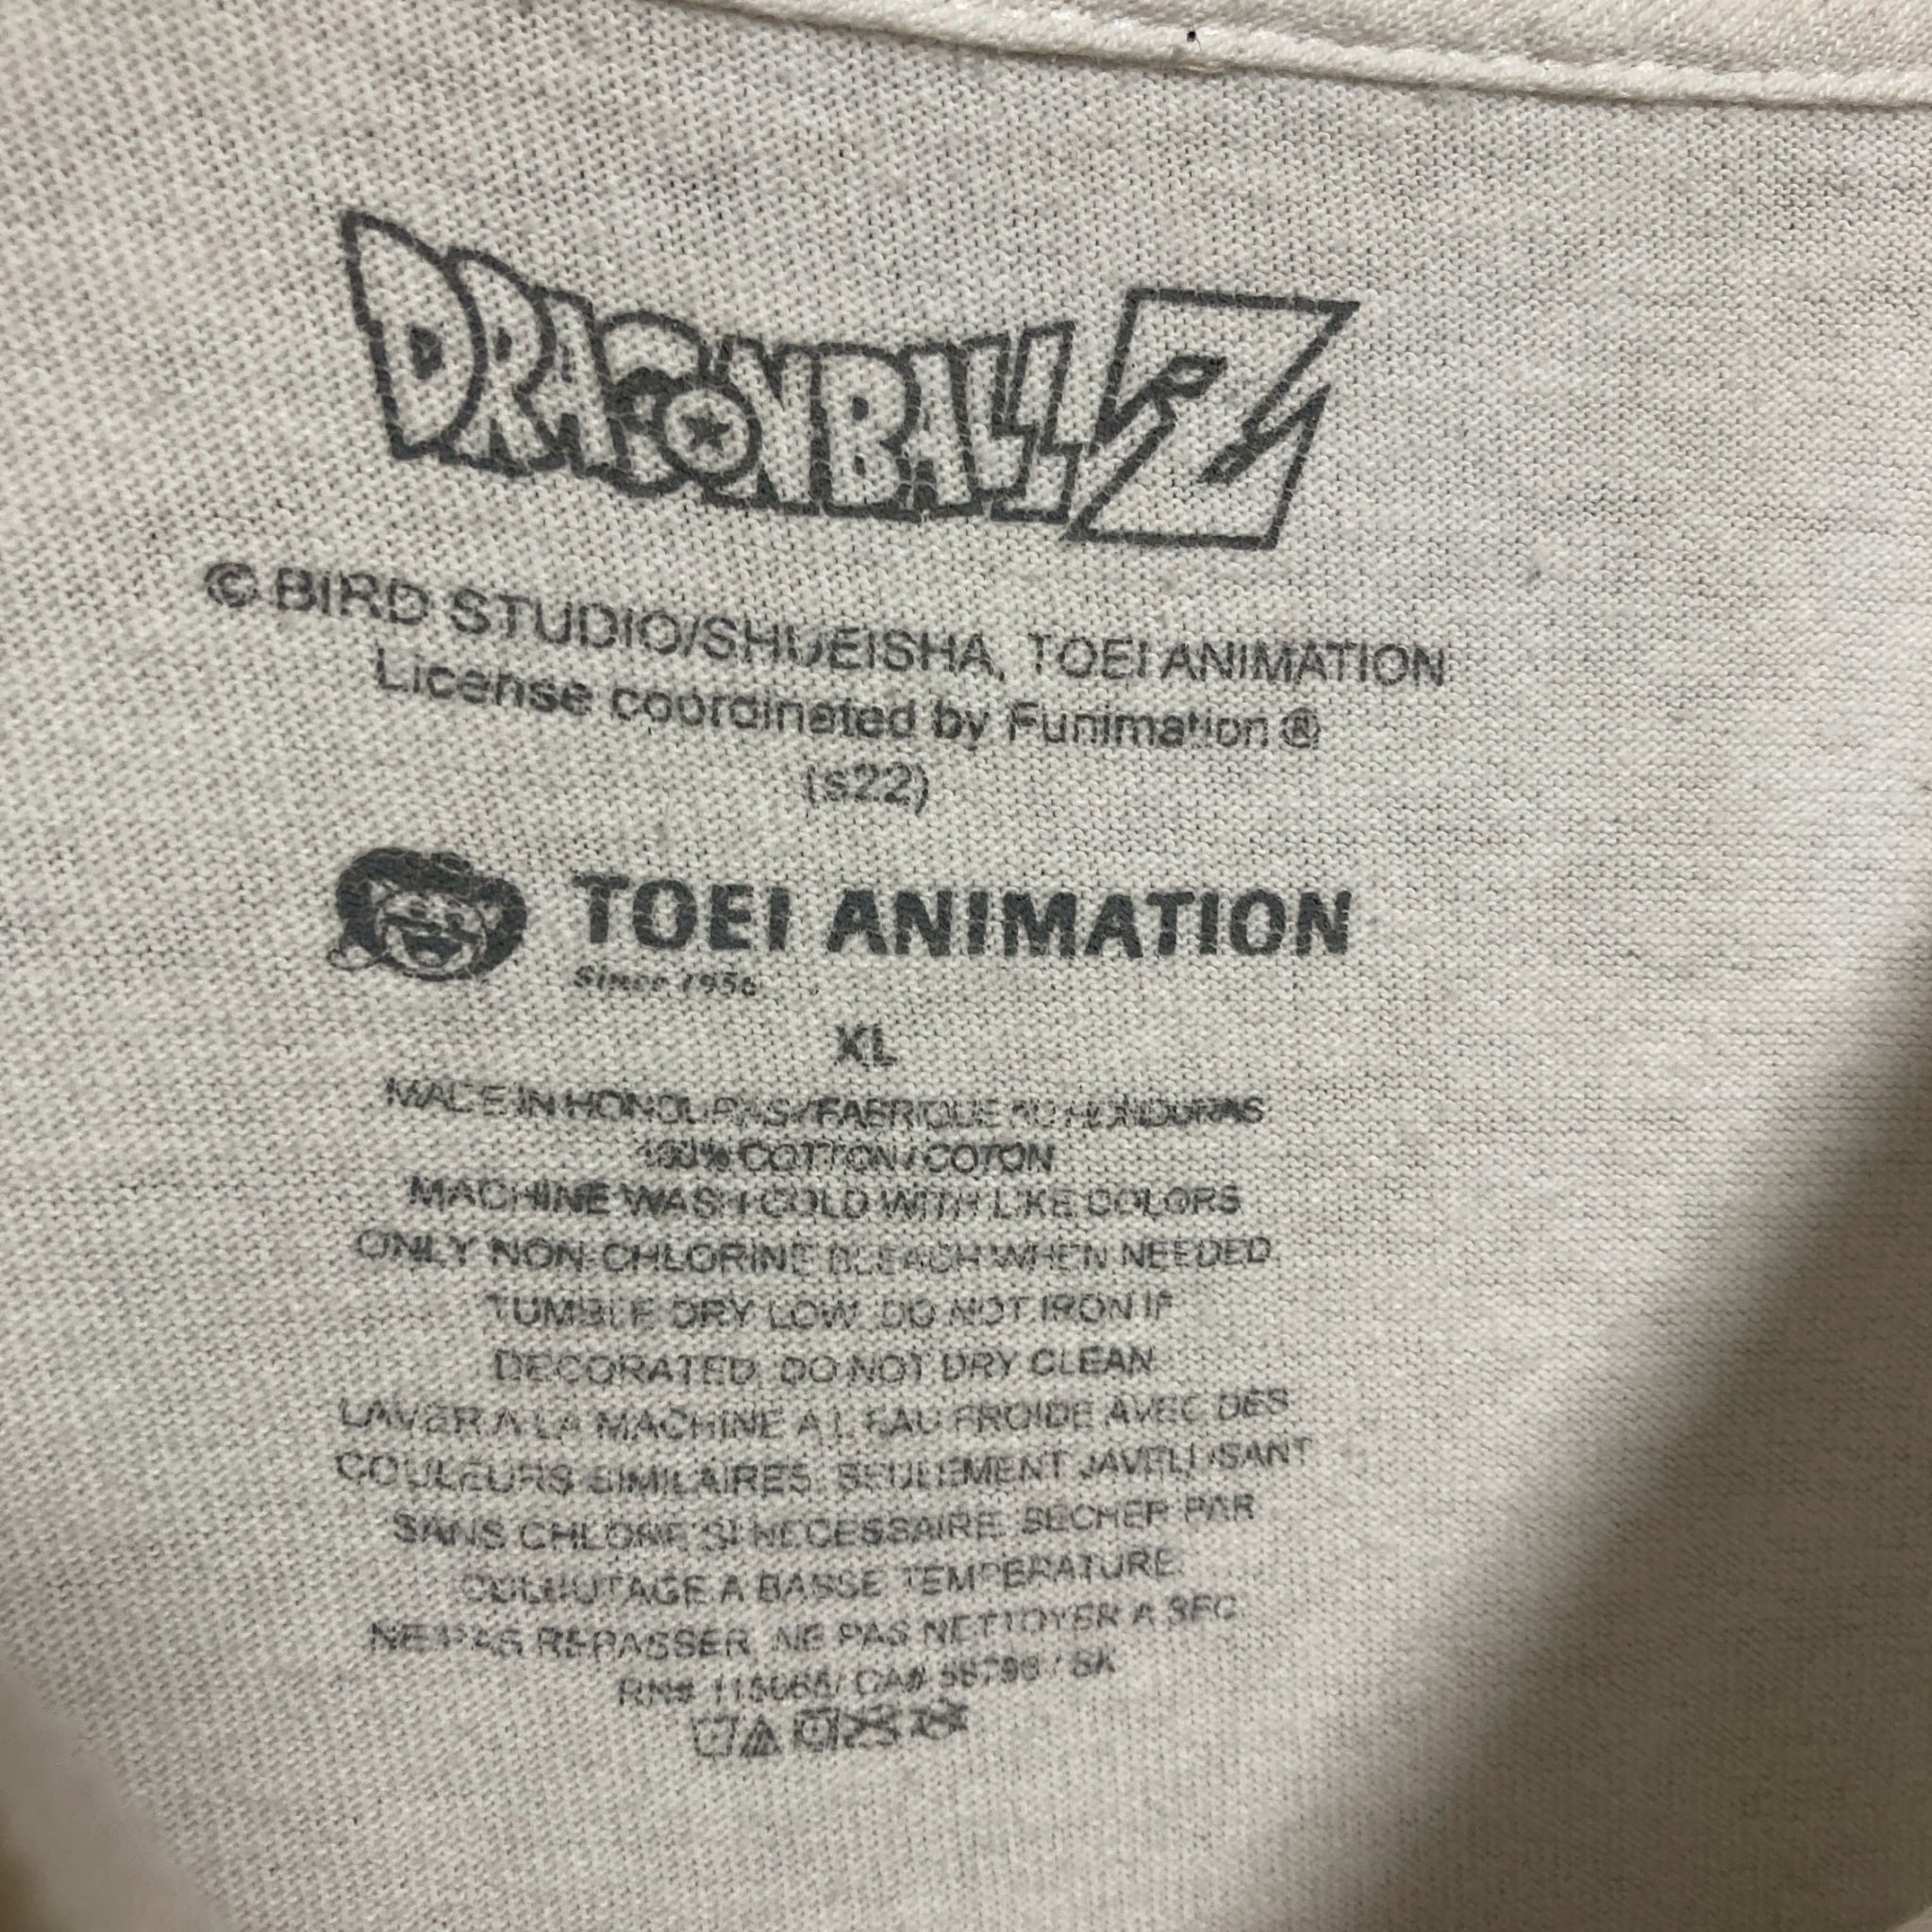 DRAGONBALL Z
© BIRD STUDIO/SHUEISHA, TOEI ANIMATION
License coordinated by Funimation ®
(s22)
TOEI ANIMATION
Since 1956
XL
MADE IN HONDURAS/FABRIQUE AU HONDURAS
100% COTTON / COTON
MACHINE WASH COLD WITH LIKE COLORS
ONLY NON-CHLORINE BLEACH WHEN NEEDED.
TUMBLE DRY LOW. DO NOT IRON IF
DECORATED. DO NOT DRY CLEAN
LAVER A LA MACHINE A L'EAU FROIDE AVEC DES
COULEURS SIMILAIRES. SEULEMENT JAVELLISANT
SANS CHLORE SI NECESSAIRE. SECHER PAR
CULBUTAGE A BASSE TEMPERATURE.
NE PAS REPASSER. NE PAS NETTOYER A SEC.
RN# CA# / SK